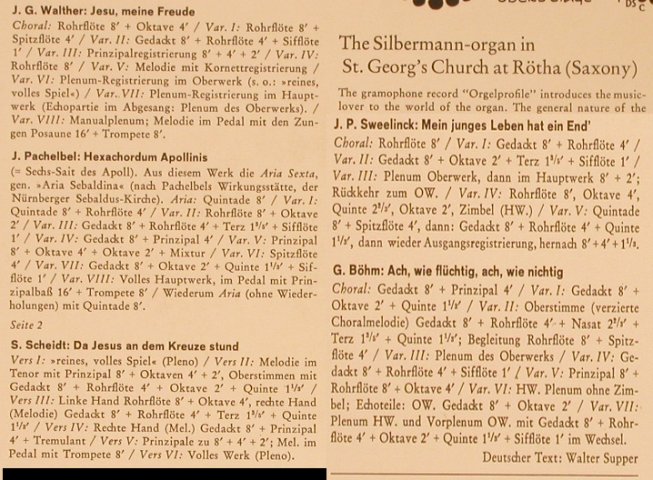 J. G. Walther: Jesu, meine Freude
Choral: Rohrflöte 8' + Oktave 4' / Var. I: Rohrflöte 8' +
Spitzflöte 4' / Var. II: Gedackt 8' + Rohrflöte 4' + Sifflöte
1' / Var. III: Prinzipalregistrierung 8' + 4' + 2' / Var. IV:
Rohrflöte 8' / Var. V: Melodie mit Kornettregistrierung /
Var. VI: Plenum-Registrierung im Oberwerk (s. o.: »reines,
volles Spiel«) / Var. VII: Plenum-Registrierung im Haupt-
werk (Echopartie im Abgesang: Plenum des Oberwerks). /
Var. VIII: Manualplenum; Melodie im Pedal mit den Zun-
gen Posaune 16' + Trompete 8'.
J. Pachelbel: Hexachordum Apollinis
(= Sechs-Sait des Apoll). Aus diesem Werk die Aria Sexta,
gen. »Aria Sebaldina« (nach Pachelbels Wirkungsstätte, der
Nürnberger Sebaldus-Kirche). Aria: Quintade 8' / Var. I:
Quintade 8' + Rohrflöte 4' / Var. II: Rohrflöte 8' + Oktave
2' / Var. III: Gedackt 8' + Rohrflöte 4' + Terz 1³/₅' + Sifflöte
1' / Var. IV: Gedackt 8' + Prinzipal 4' / Var. V: Prinzipal
8' + Oktave 4' + Oktave 2' + Mixtur / Var. VI: Spitzflöte
4' / Var. VII: Gedackt 8' + Oktave 2' + Quinte 1¹/₃' + Sif-
flöte 1' / Var. VIII: Volles Hauptwerk, im Pedal mit Prin-
zipalbaß 16' + Trompete 8' / Wiederum Aria (ohne Wieder-
holungen) mit Quintade 8'.
Seite 2
S. Scheidt: Da Jesus an dem Kreuze stund
Vers I: »reines, volles Spiel« (Pleno) / Vers II: Melodie im
Tenor mit Prinzipal 8' + Oktaven 4' + 2', Oberstimmen mit
Gedackt 8' + Rohrflöte 4' + Oktave 2' + Quinte 1¹/₃' /
Vers III: Linke Hand Rohrflöte 8' + Oktave 4', rechte Hand
(Melodie) Gedackt 8' + Rohrflöte 4' + Terz 1³/₅' + Quinte
1¹/₃' / Vers IV: Rechte Hand (Mel.) Gedackt 8' + Prinzipal
4' + Tremulant / Vers V: Prinzipale zu 8' + 4' + 2'; Mel. im
Pedal mit Trompete 8' / Vers VI: Volles Werk (Pleno).
The Silbermann-organ in
St. Georg's Church at Rötha (Saxony)
The gramophone record "Orgelprofile" introduces the music-
lover to the world of the organ. The general nature of the
J. P. Sweelinck: Mein junges Leben hat ein End'
Choral: Rohrflöte 8' / Var. I: Gedackt 8' + Rohrflöte 4' /
Var. II: Gedackt 8' + Oktave 2' + Terz 1³/₅' + Sifflöte 1' /
Var. III: Plenum Oberwerk, dann im Hauptwerk 8' + 2';
Rückkehr zum OW. / Var. IV: Rohrflöte 8', Oktave 4',
Quinte 2²/₃', Oktave 2', Zimbel (HW.) / Var. V: Quintade
8' + Spitzflöte 4', dann: Gedackt 8' + Rohrflöte 4' + Quinte
1¹/₃', dann wieder Ausgangsregistrierung, hernach 8' + 4' + 1¹/₃.
G. Böhm: Ach, wie flüchtig, ach, wie nichtig
Choral: Gedackt 8' + Prinzipal 4' / Var. I: Gedackt 8' +
Oktave 2' + Quinte 1¹/₃' / Var. II: Oberstimme (verzierte
Choralmelodie) Gedackt 8' + Rohrflöt 4' + Nasat 2²/₃' +
Terz 1³/₅' + Quinte 1¹/₃'; Begleitung Rohrflöte 8' + Spitz-
flöte 4' / Var. III: Plenum des Oberwerks / Var. IV: Ge-
dackt 8' + Rohrflöte 4' + Sifflöte 1' / Var. V: Prinzipal 8' +
Rohrflöte 8' + Oktave 4' / Var. VI: HW. Plenum ohne Zim-
bel; Echoteile: OW. Gedackt 8' + Oktave 2' / Var. VII:
Plenum HW. und Vorplenum OW. mit Gedackt 8' + Rohr-
flöte 4' + Oktave 2' + Quinte 1¹/₃' + Sifflöte 1' im Wechsel.
Deutscher Text: Walter Supper